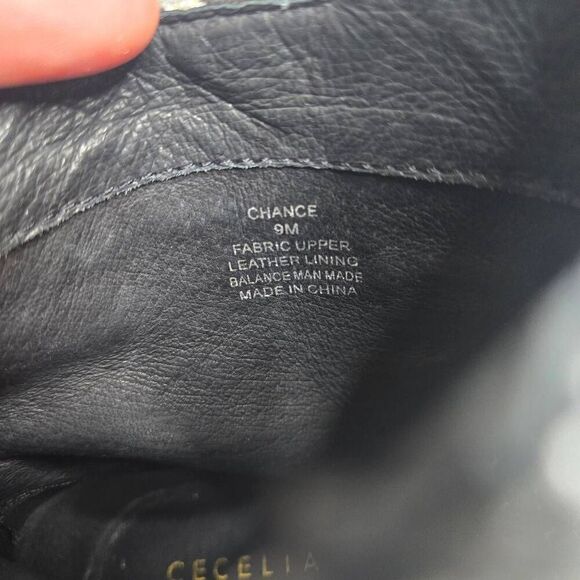 CHANCE
9M
FABRIC UPPER
LEATHER LINING
BALANCE MAN MADE
MADE IN CHINA
CECELIA